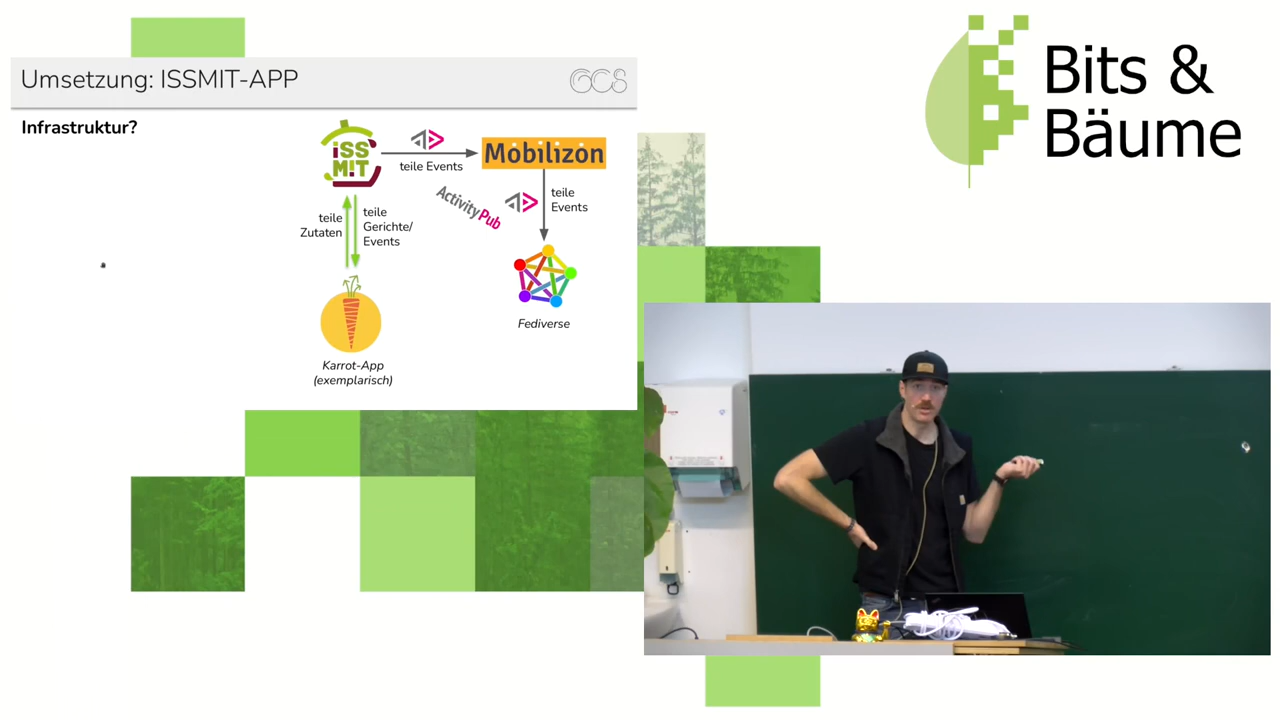 Umsetzung: ISSMIT-APP
GCS
Infrastruktur?
iSS
MiT
teile Events
Mobilizon
ActivityPub
teile
Events
teile
Zutaten
teile
Gerichte/
Events
Fediverse
Karrot-App
(exemplarisch)
Bits &
Bäume